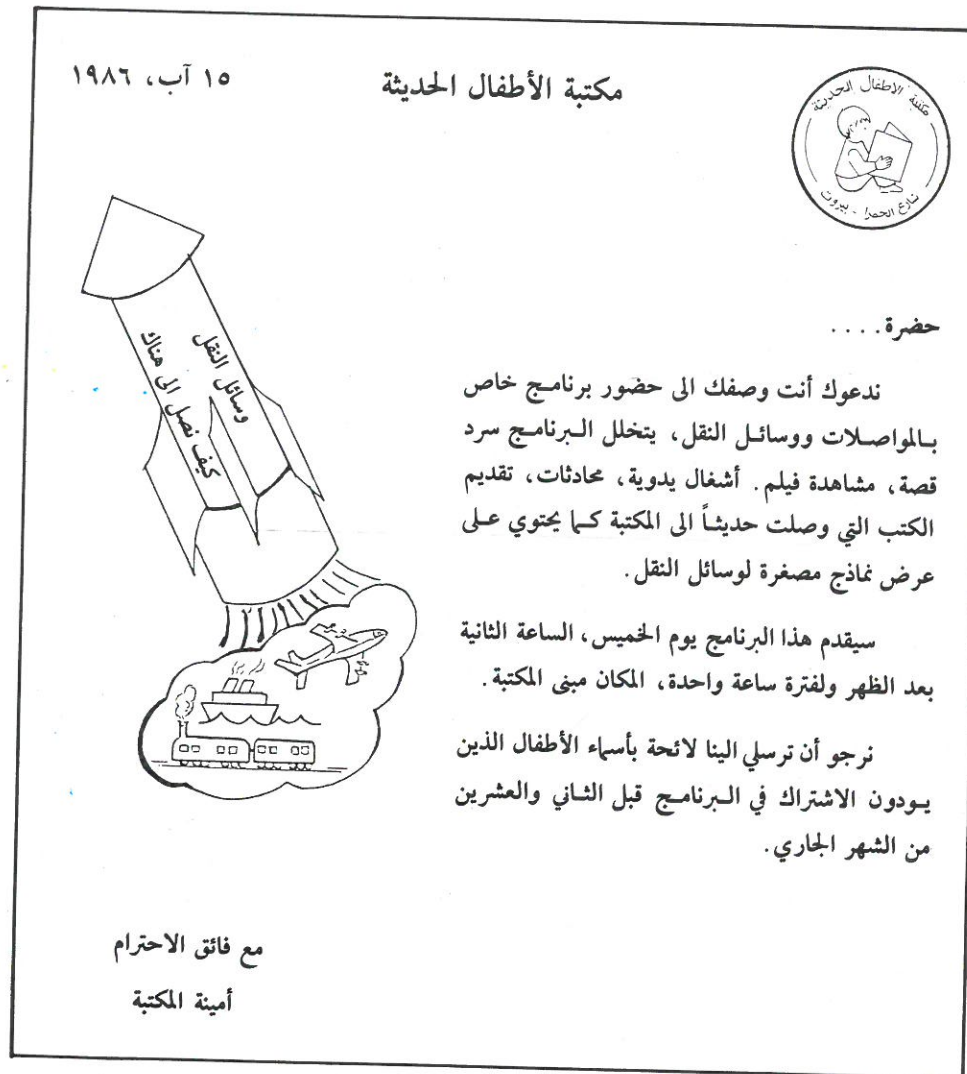 مكتبة الأطفال الحديثة
١٥ آب، ١٩٨٦
مكتبة الاطفال الحديثة
شارع الحمرا - بيروت
وسائل النقل
كيف نصل الى هناك
حضرة....
ندعوك أنت وصفك الى حضور برنامج خاص
بالمواصلات ووسائل النقل، يتخلل البرنامج سرد
قصة، مشاهدة فيلم. أشغال يدوية، محادثات، تقديم
الكتب التي وصلت حديثاً الى المكتبة كما يحتوي على
عرض نماذج مصغرة لوسائل النقل.
سيقدم هذا البرنامج يوم الخميس، الساعة الثانية
بعد الظهر ولفترة ساعة واحدة، المكان مبنى المكتبة.
نرجو أن ترسلي الينا لائحة بأسماء الأطفال الذين
يودون الاشتراك في البرنامج قبل الثاني والعشرين
من الشهر الجاري.
مع فائق الاحترام
أمينة المكتبة